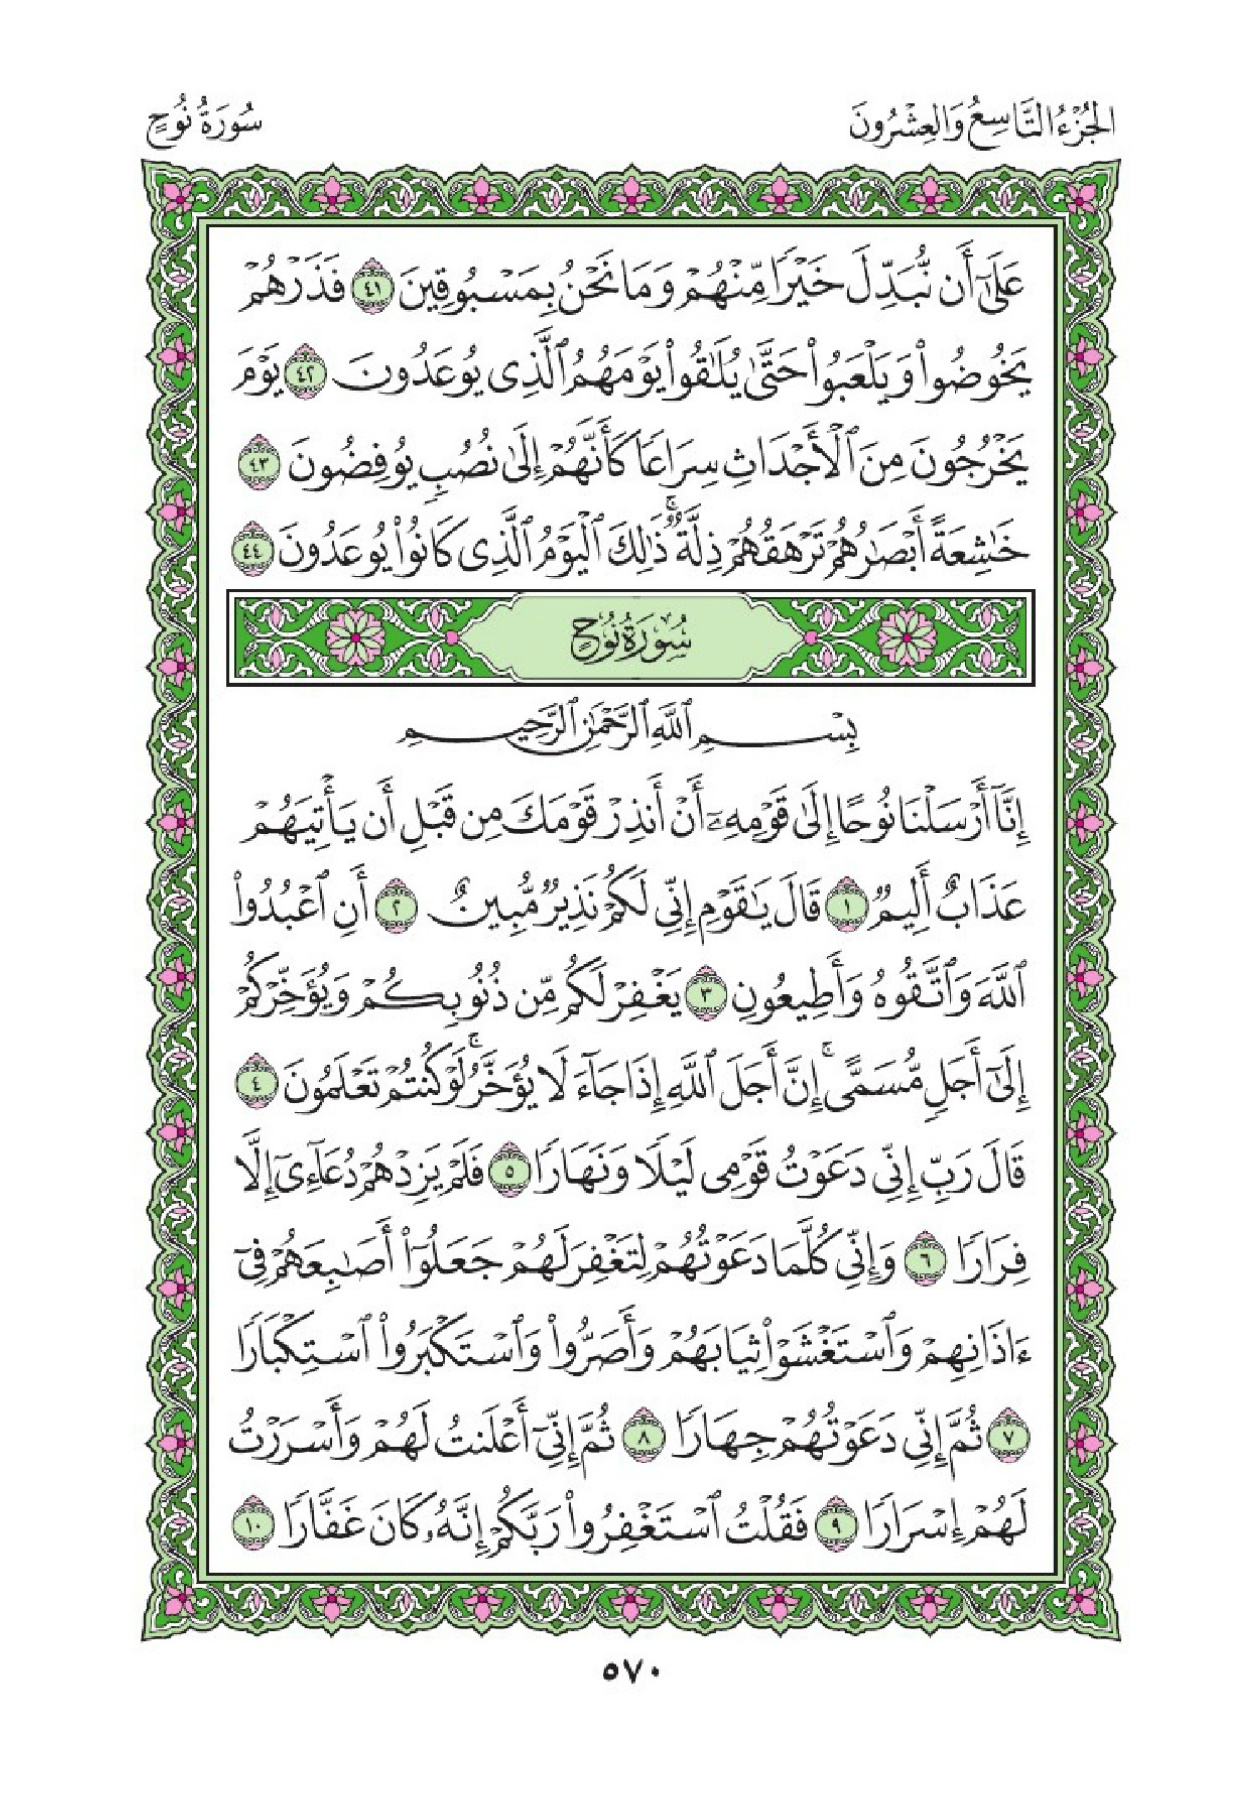 الجُزْءُ التَّاسِعُ وَالعِشْرُونَ
سُورَةُ نُوحٍ
عَلَىٰٓ أَن نُّبَدِّلَ خَيْرٗا مِّنْهُمْ وَمَا نَحْنُ بِمَسْبُوقِينَ ٤١ فَذَرْهُمْ
يَخُوضُوا۟ وَيَلْعَبُوا۟ حَتَّىٰ يُلَٰقُوا۟ يَوْمَهُمُ ٱلَّذِى يُوعَدُونَ ٤٢ يَوْمَ
يَخْرُجُونَ مِنَ ٱلْأَجْدَاثِ سِرَاعٗا كَأَنَّهُمْ إِلَىٰ نُصُبٖ يُوفِضُونَ ٤٣
خَٰشِعَةً أَبْصَٰرُهُمْ تَرْهَقُهُمْ ذِلَّةٞۚ ذَٰلِكَ ٱلْيَوْمُ ٱلَّذِى كَانُوا۟ يُوعَدُونَ ٤٤
سُورَةُ نُوحٍ
بِسْمِ ٱللَّهِ ٱلرَّحْمَٰنِ ٱلرَّحِيمِ
إِنَّآ أَرْسَلْنَا نُوحًا إِلَىٰ قَوْمِهِۦٓ أَنْ أَنذِرْ قَوْمَكَ مِن قَبْلِ أَن يَأْتِيَهُمْ
عَذَابٌ أَلِيمٞ ١ قَالَ يَٰقَوْمِ إِنِّى لَكُمْ نَذِيرٞ مُّبِينٌ ٢ أَنِ ٱعْبُدُوا۟
ٱللَّهَ وَٱتَّقُوهُ وَأَطِيعُونِ ٣ يَغْفِرْ لَكُم مِّن ذُنُوبِكُمْ وَيُؤَخِّرْكُمْ
إِلَىٰٓ أَجَلٖ مُّسَمًّىۚ إِنَّ أَجَلَ ٱللَّهِ إِذَا جَآءَ لَا يُؤَخَّرُۚ لَوْ كُنتُمْ تَعْلَمُونَ ٤
قَالَ رَبِّ إِنِّى دَعَوْتُ قَوْمِى لَيْلٗا وَنَهَارٗا ٥ فَلَمْ يَزِدْهُمْ دُعَآءِىٓ إِلَّا
فِرَارٗا ٦ وَإِنِّى كُلَّمَا دَعَوْتُهُمْ لِتَغْفِرَ لَهُمْ جَعَلُوٓا۟ أَصَٰبِعَهُمْ فِىٓ
ءَاذَانِهِمْ وَٱسْتَغْشَوْا۟ ثِيَابَهُمْ وَأَصَرُّوا۟ وَٱسْتَكْبَرُوا۟ ٱسْتِكْبَارٗا
٧ ثُمَّ إِنِّى دَعَوْتُهُمْ جِهَارٗا ٨ ثُمَّ إِنِّىٓ أَعْلَنتُ لَهُمْ وَأَسْرَرْتُ
لَهُمْ إِسْرَارٗا ٩ فَقُلْتُ ٱسْتَغْفِرُوا۟ رَبَّكُمْ إِنَّهُۥ كَانَ غَفَّارٗا ١٠
٥٧٠